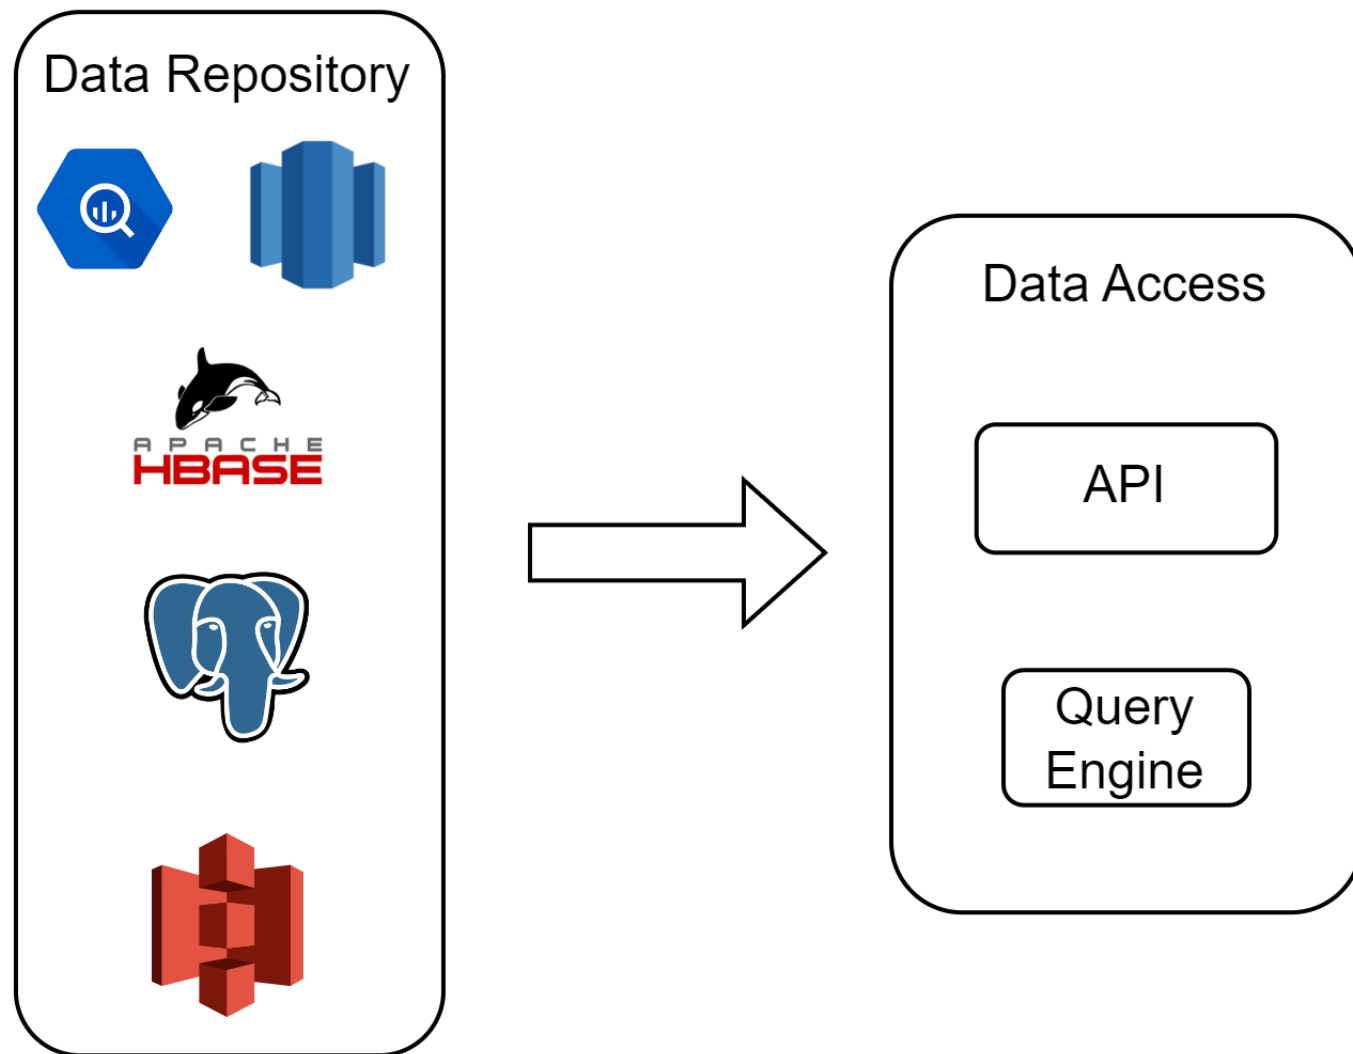 Data Repository
APACHE
HBASE
Data Access
API
Query
Engine